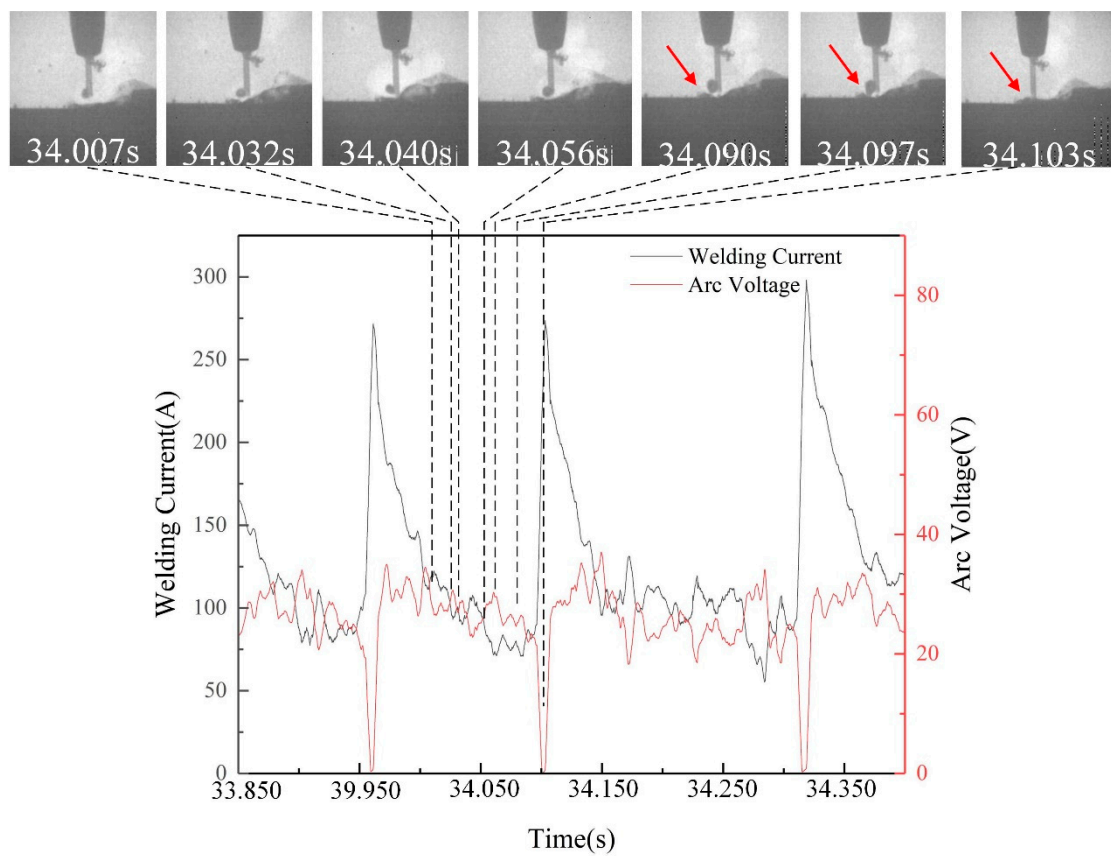 34.007s 34.032s 34.040s 34.056s 34.090s 34.097s 34.103s
Welding Current
Arc Voltage
300
250
200
150
100
50
0
Welding Current(A)
80
60
40
20
0
Arc Voltage(V)
33.850 39.950 34.050 34.150 34.250 34.350
Time(s)